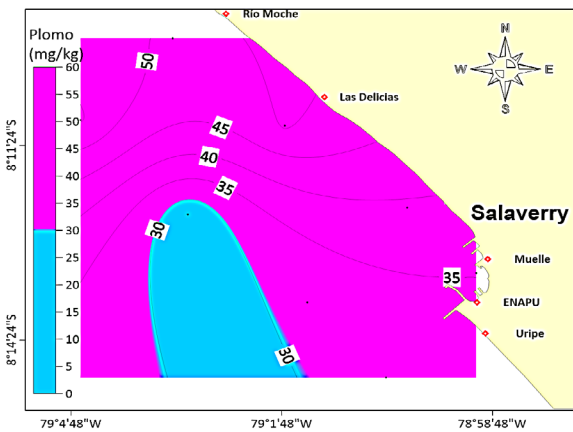 Río Moche
Plomo
(mg/kg)
60
55
50
45
40
35
30
25
20
15
10
5
0
50
45
40
35
30
30
35
N
W
E
S
Las Delicias
Salaverry
Muelle
ENAPU
Uripe
8°11'24''S
8°14'24''S
79°4'48''W
79°1'48''W
78°58'48''W